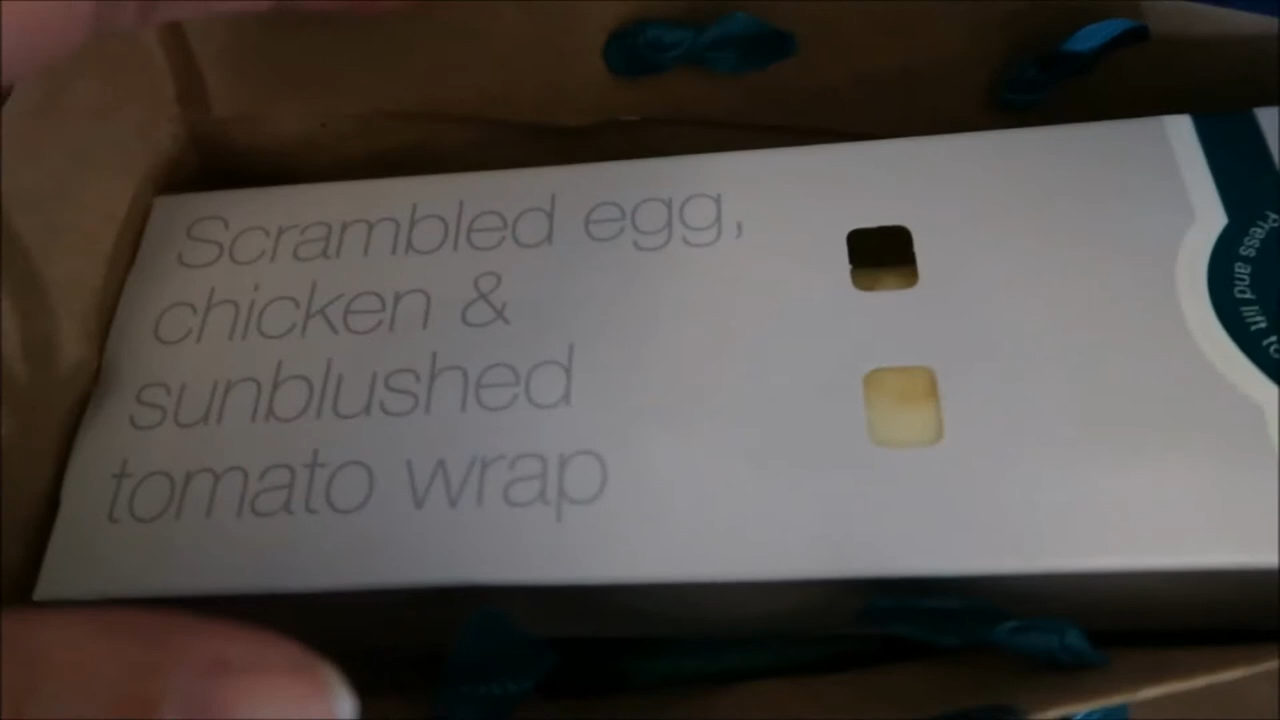 Scrambled egg,
chicken &
sunblushed
tomato wrap
Press and lift to